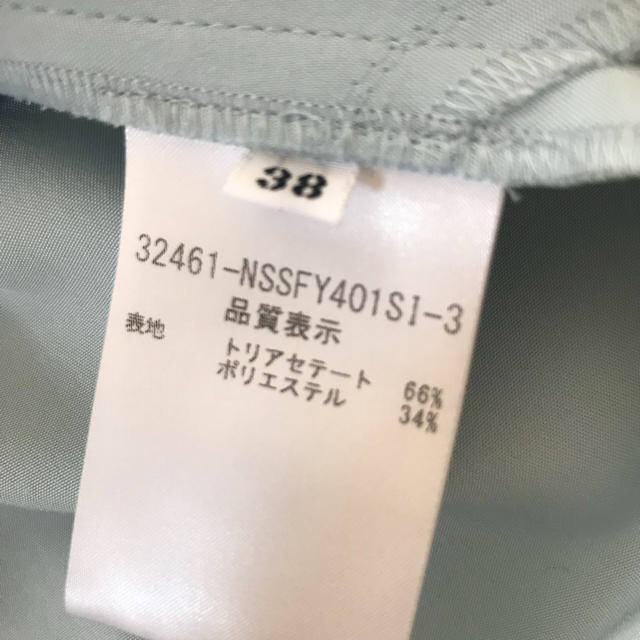 38
32461-NSSFY401SI-3
品質表示
表地
トリアセテート 66%
ポリエステル 34%